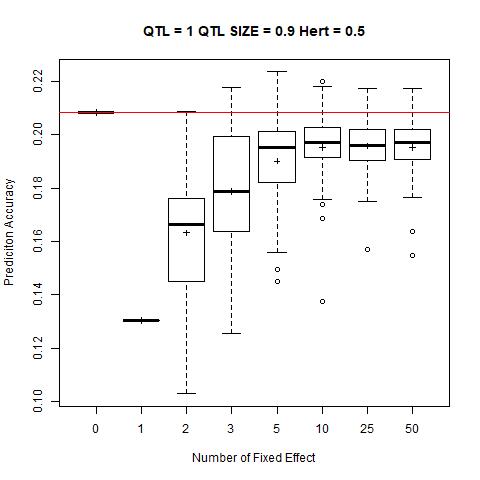 QTL = 1 QTL SIZE = 0.9 Hert = 0.5
0.22
0.20
0.18
0.16
0.14
0.12
0.10
Prediciton Accuracy
0 1 2 3 5 10 25 50
Number of Fixed Effect